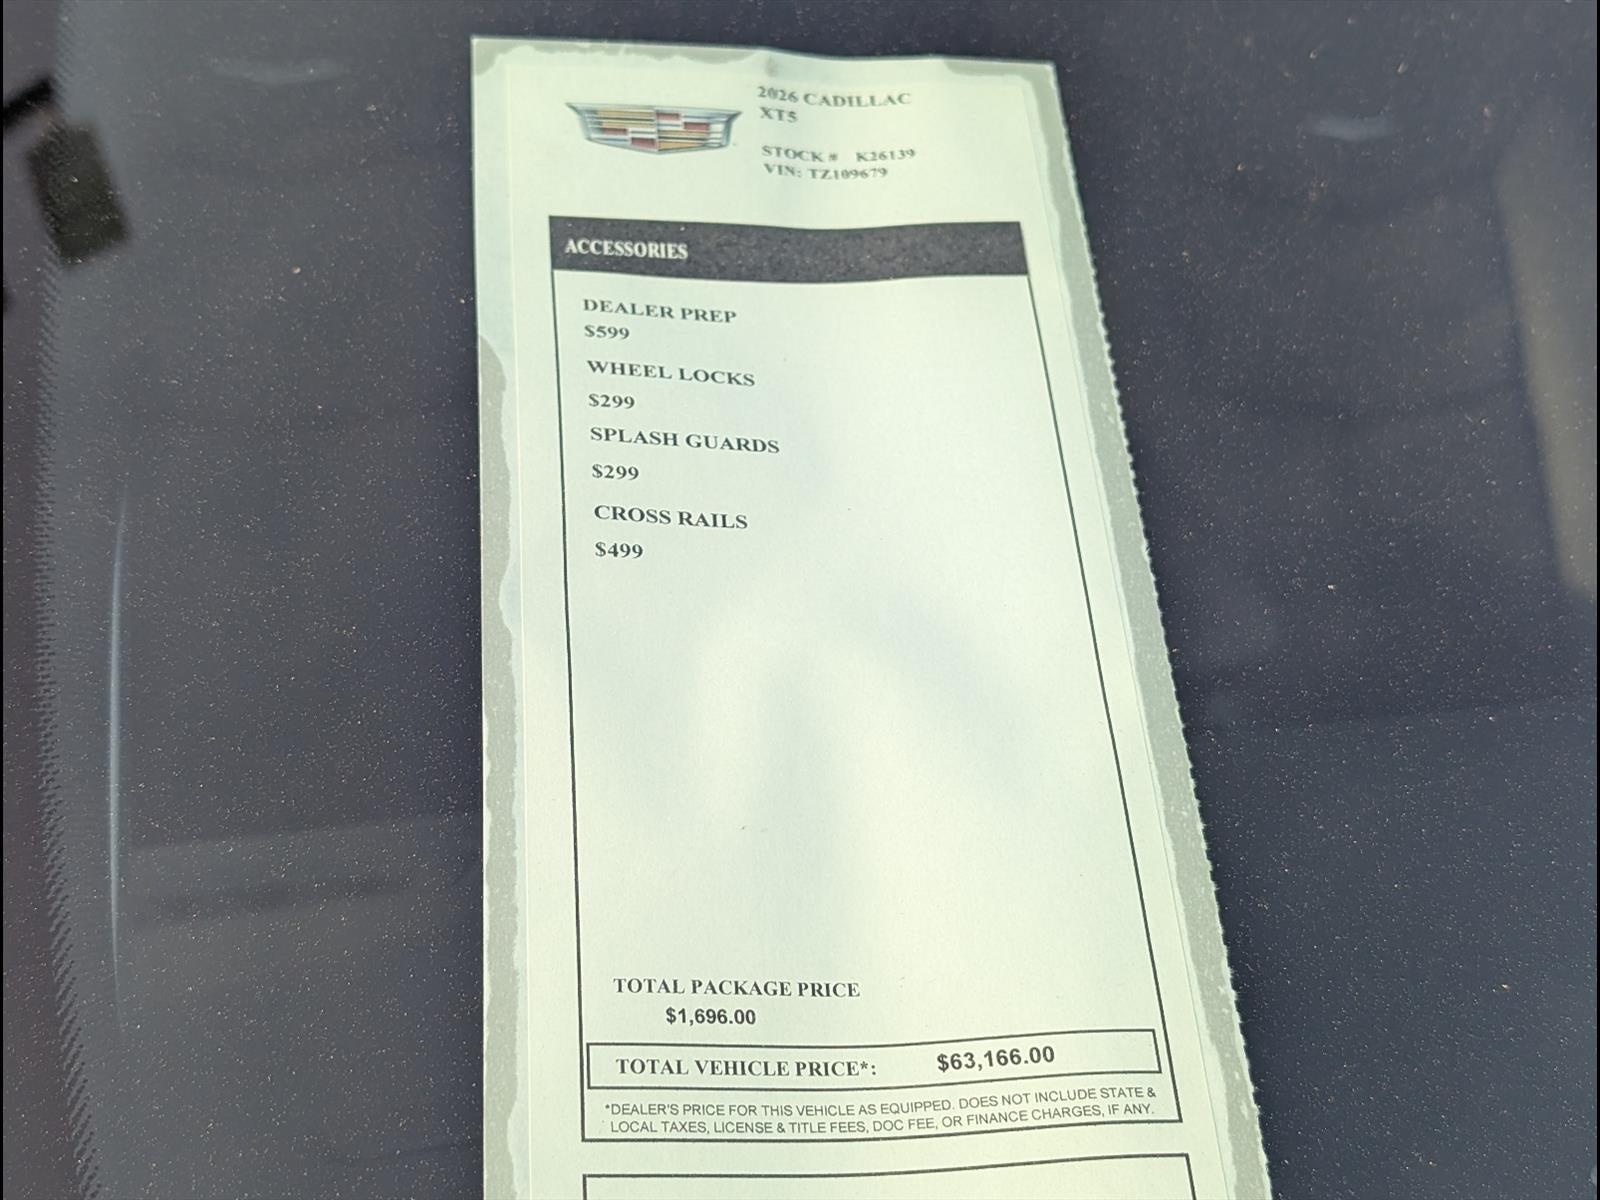 2026 CADILLAC
XT5
STOCK # K26139
VIN: TZ109679
ACCESSORIES
DEALER PREP
$599
WHEEL LOCKS
$299
SPLASH GUARDS
$299
CROSS RAILS
$499
TOTAL PACKAGE PRICE
$1,696.00
TOTAL VEHICLE PRICE*: $63,166.00
*DEALER'S PRICE FOR THIS VEHICLE AS EQUIPPED. DOES NOT INCLUDE STATE &
LOCAL TAXES, LICENSE & TITLE FEES, DOC FEE, OR FINANCE CHARGES, IF ANY.